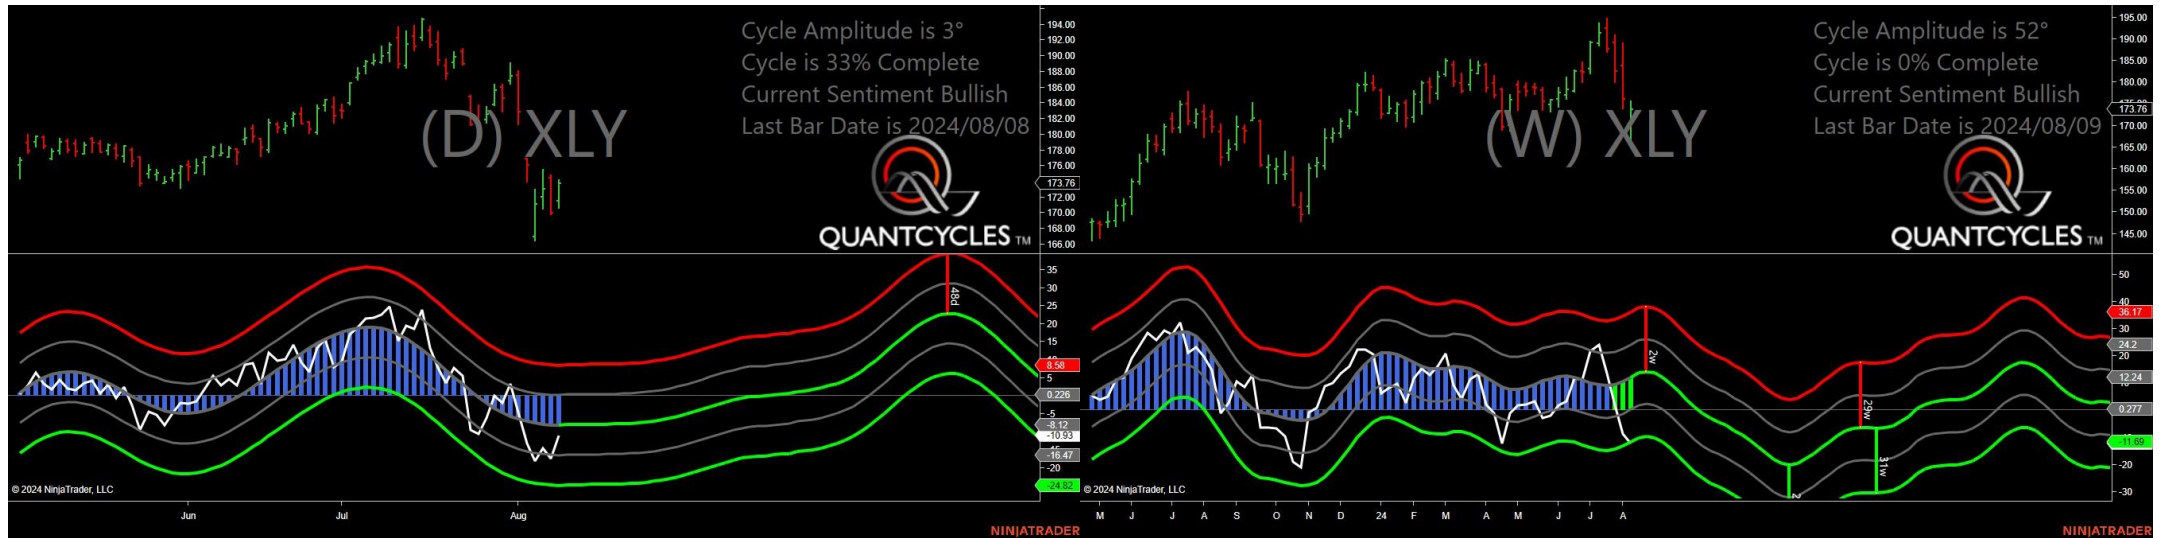 Cycle Amplitude is 3°
Cycle is 33% Complete
Current Sentiment Bullish
Last Bar Date is 2024/08/08
(D) XLY
QUANTCYCLES TM
194.00
192.00
190.00
188.00
186.00
184.00
182.00
180.00
178.00
176.00
173.76
172.00
170.00
168.00
166.00
48d
35
30
25
20
15
8.58
5
0.226
-5
-8.12
-10.93
-16.47
-20
-24.82
© 2024 NinjaTrader, LLC
Jun Jul Aug
NINJATRADER
Cycle Amplitude is 52°
Cycle is 0% Complete
Current Sentiment Bullish
Last Bar Date is 2024/08/09
(W) XLY
QUANTCYCLES TM
195.00
190.00
185.00
180.00
173.76
170.00
165.00
160.00
155.00
150.00
145.00
2w
29w
31w
2
50
36.17
30
24.2
20
12.24
0.277
-11.69
-20
-30
© 2024 NinjaTrader, LLC
M J J A S O N D 24 F M A M J J A
NINJATRADER